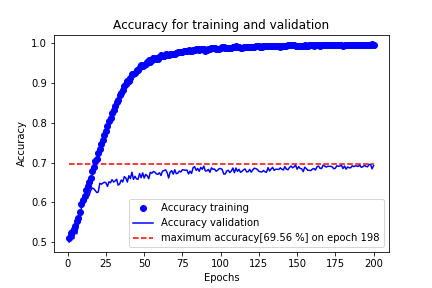 Accuracy for training and validation
1.0
0.9
0.8
0.7
0.6
0.5
Accuracy
Accuracy training
Accuracy validation
maximum accuracy[69.56 %] on epoch 198
0 25 50 75 100 125 150 175 200
Epochs